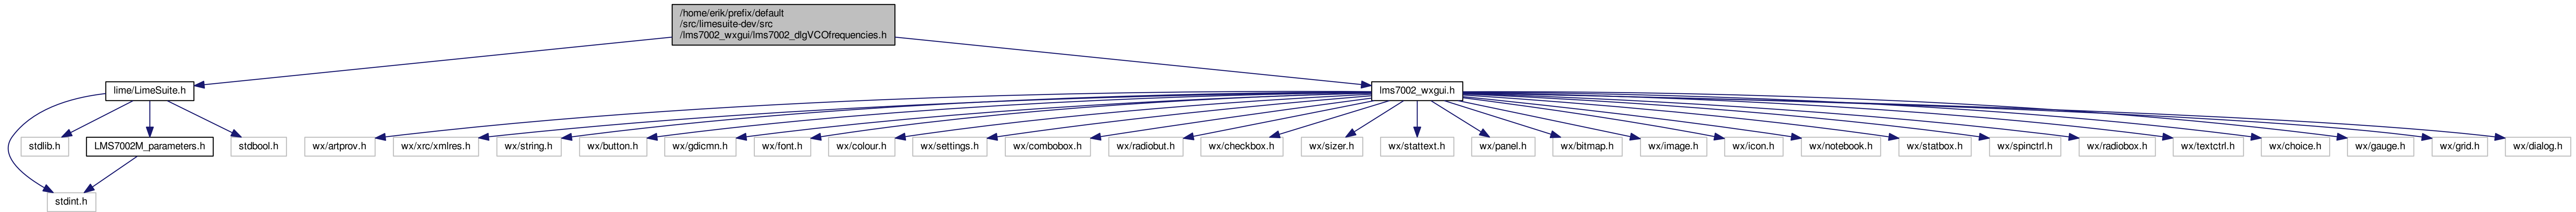 /home/erik/prefix/default
/src/limesuite-dev/src
/lms7002_wxgui/lms7002_dlgVCOfrequencies.h
lime/LimeSuite.h
lms7002_wxgui.h
stdlib.h
LMS7002M_parameters.h
stdbool.h
wx/artprov.h
wx/xrc/xmlres.h
wx/string.h
wx/button.h
wx/gdicmn.h
wx/font.h
wx/colour.h
wx/settings.h
wx/combobox.h
wx/radiobut.h
wx/checkbox.h
wx/sizer.h
wx/stattext.h
wx/panel.h
wx/bitmap.h
wx/image.h
wx/icon.h
wx/notebook.h
wx/statbox.h
wx/spinctrl.h
wx/radiobox.h
wx/textctrl.h
wx/choice.h
wx/gauge.h
wx/grid.h
wx/dialog.h
stdint.h